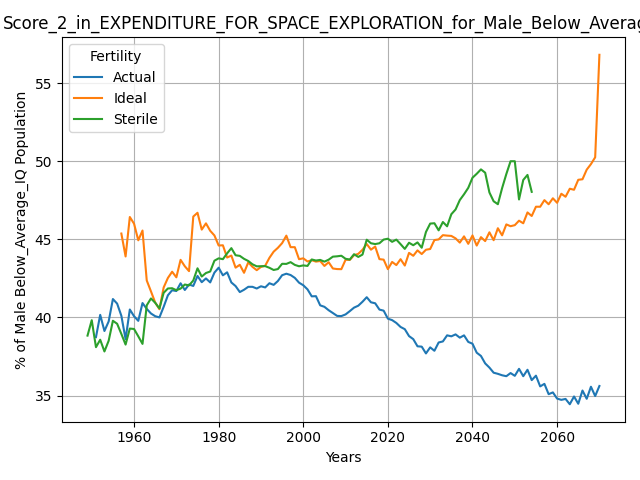 Score_2_in_EXPENDITURE_FOR_SPACE_EXPLORATION_for_Male_Below_Averag
Fertility
Actual
Ideal
Sterile
% of Male Below_Average_IQ Population
55
50
45
40
35
1960
1980
2000
2020
2040
2060
Years